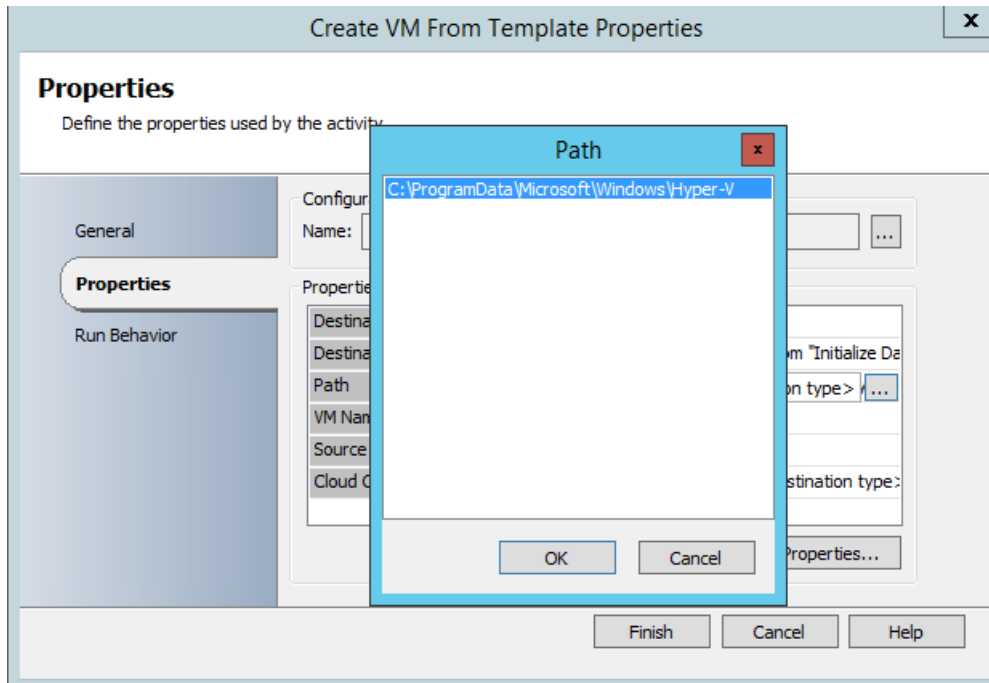 Create VM From Template Properties
x
Properties
Define the properties used by the activity
Path
x
C:\ProgramData\Microsoft\Windows\Hyper-V
General
Properties
Run Behavior
Configur
Name:
...
Propertie
Destina
Destina
om "Initialize Da
Path
on type>
...
VM Nam
Source
Cloud C
stination type>
OK
Cancel
Properties...
Finish
Cancel
Help